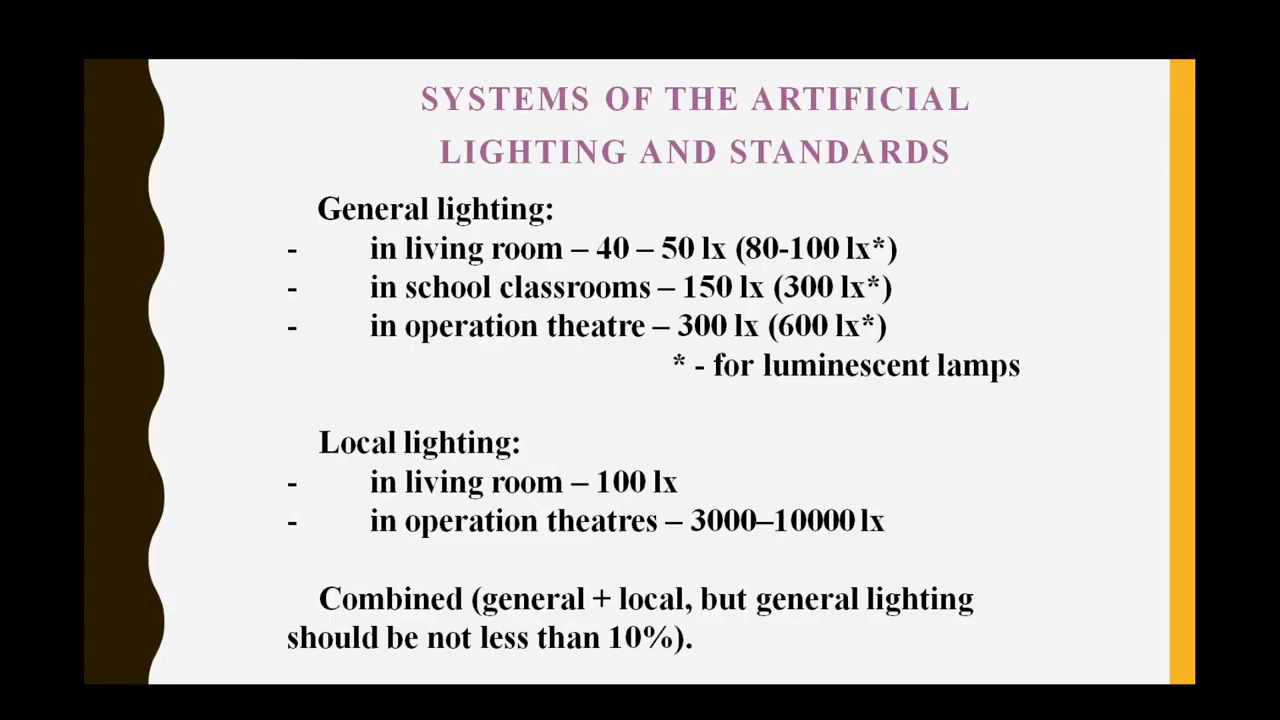 SYSTEMS OF THE ARTIFICIAL
LIGHTING AND STANDARDS
General lighting:
- in living room – 40 – 50 lx (80-100 lx*)
- in school classrooms – 150 lx (300 lx*)
- in operation theatre – 300 lx (600 lx*)
* - for luminescent lamps
Local lighting:
- in living room – 100 lx
- in operation theatres – 3000–10000 lx
Combined (general + local, but general lighting
should be not less than 10%).